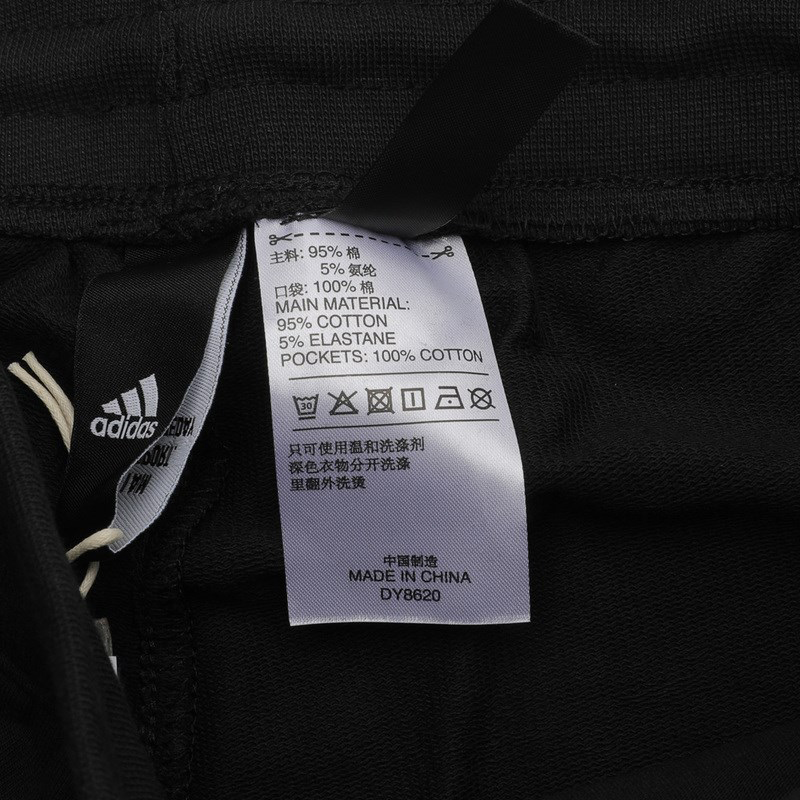 主料: 95% 棉
5% 氨纶
口袋: 100% 棉
MAIN MATERIAL:
95% COTTON
5% ELASTANE
POCKETS: 100% COTTON
30
只可使用温和洗涤剂
深色衣物分开洗涤
里翻外洗烫
中国制造
MADE IN CHINA
DY8620
adidas